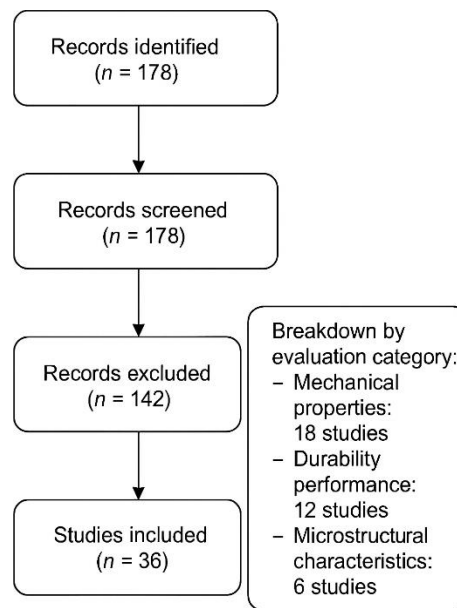 Records identified
(n = 178)
Records screened
(n = 178)
Records excluded
(n = 142)
Studies included
(n = 36)
Breakdown by
evaluation category:
– Mechanical
properties:
18 studies
– Durability
performance:
12 studies
– Microstructural
characteristics:
6 studies